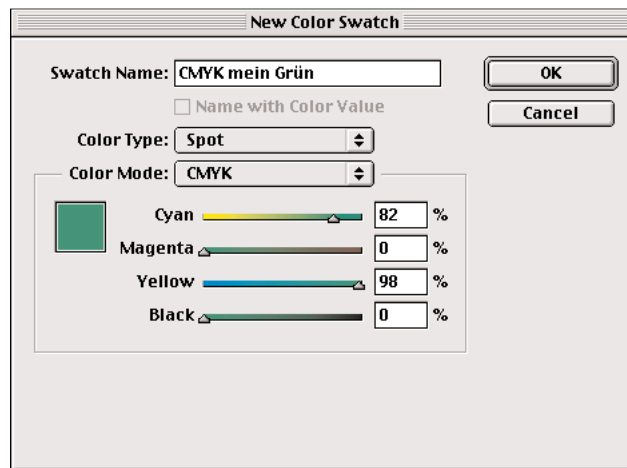 New Color Swatch
Swatch Name: CMYK mein Grün
OK
Name with Color Value
Cancel
Color Type: Spot
Color Mode: CMYK
Cyan 82 %
Magenta 0 %
Yellow 98 %
Black 0 %